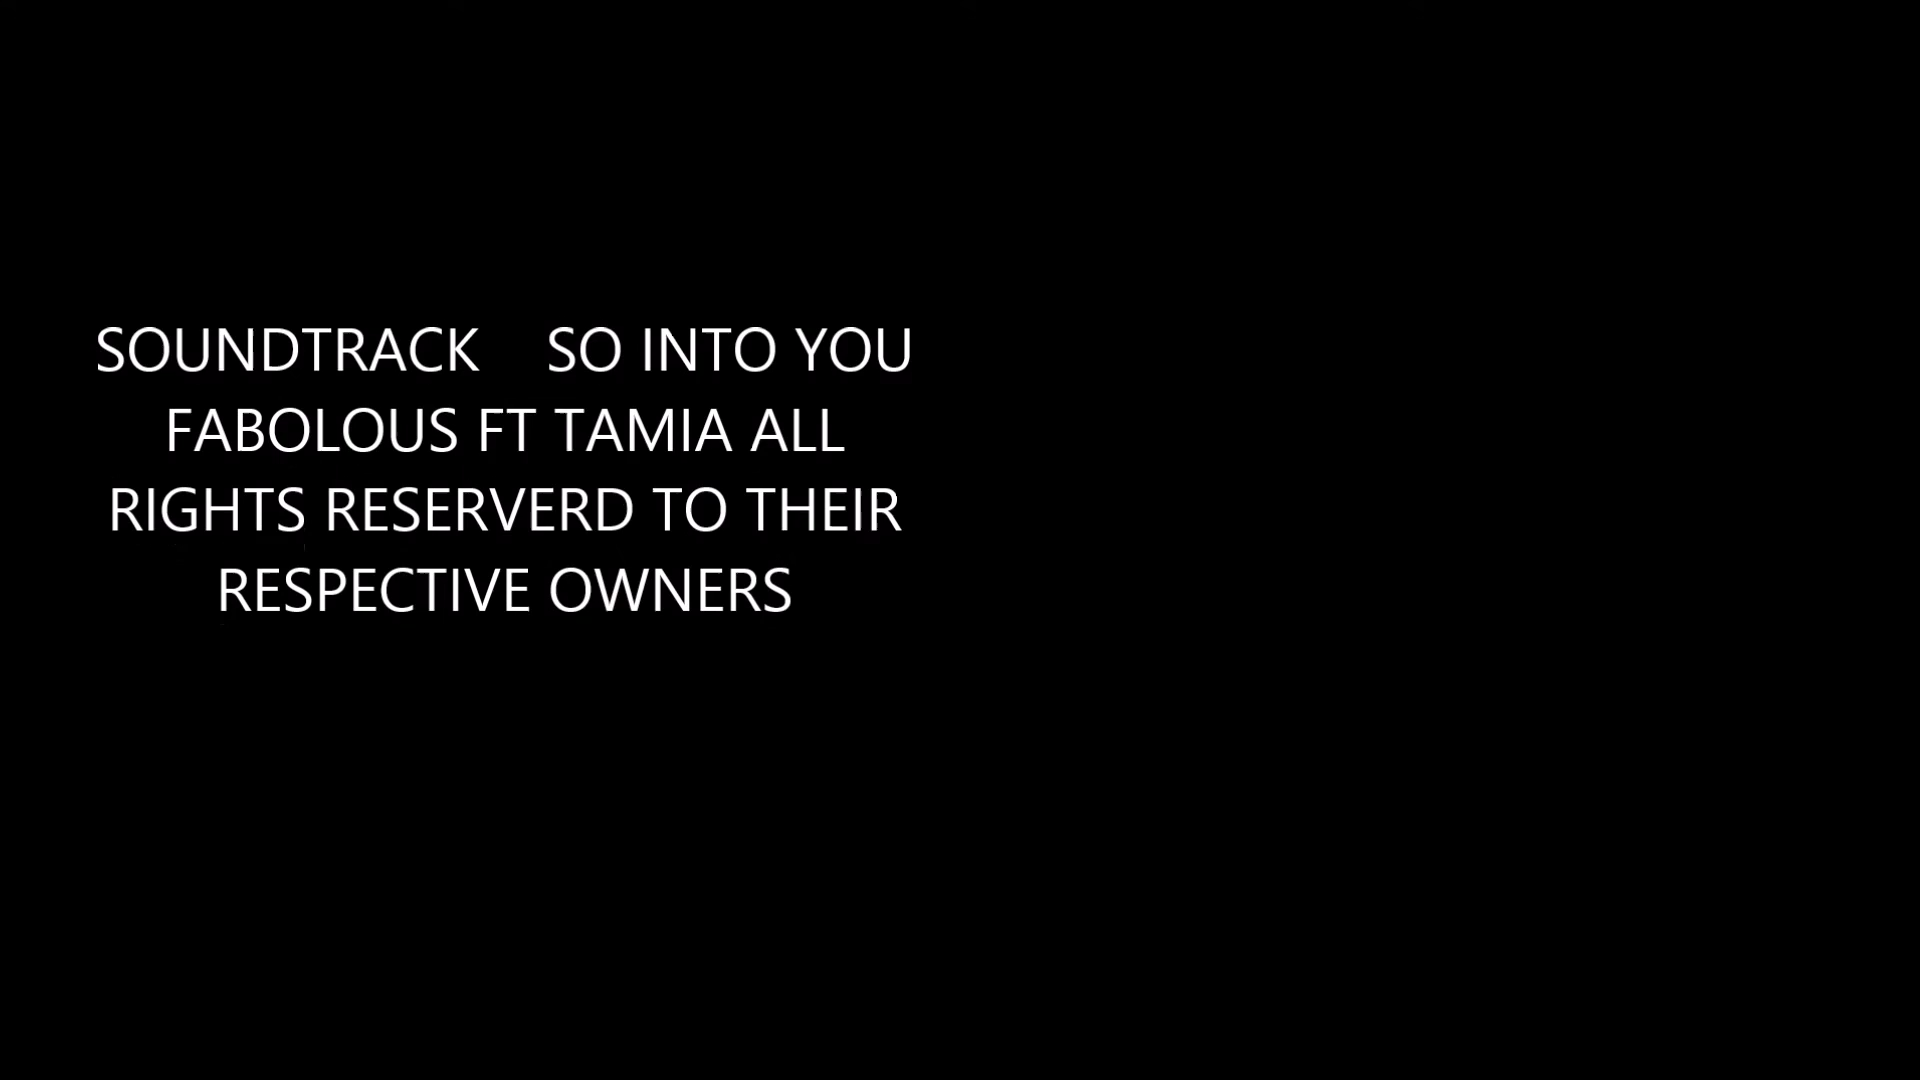 SOUNDTRACK    SO INTO YOU
FABOLOUS FT TAMIA ALL
RIGHTS RESERVERD TO THEIR
RESPECTIVE OWNERS